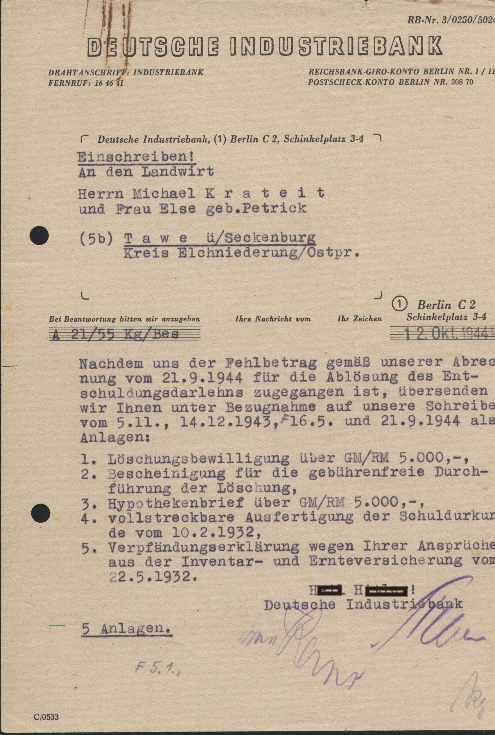 RB-Nr. 3/0250/502
DEUTSCHE INDUSTRIEBANK
DRAHTANSCHRIFT: INDUSTRIEBANK
FERNRUF: 16 46 41
REICHSBANK-GIRO-KONTO BERLIN NR. 1 / 11
POSTSCHECK-KONTO BERLIN NR. 208 70
Deutsche Industriebank, (1) Berlin C 2, Schinkelplatz 3-4
Einschreiben!
An den Landwirt
Herrn Michael K r a t e i t
und Frau Else geb.Petrick
(5b) T a w e ü/Seckenburg
Kreis Elchniederung/Ostpr.
1 Berlin C 2
Schinkelplatz 3-4
Bei Beantwortung bitten wir anzugeben Ihre Nachricht vom Ihr Zeichen
A 21/55 Kg/Bes
12. Okt. 1944
Nachdem uns der Fehlbetrag gemäß unserer Abrec
nung vom 21.9.1944 für die Ablösung des Ent-
schuldungsdarlehns zugegangen ist, übersenden
wir Ihnen unter Bezugnahme auf unsere Schreibe
vom 5.11., 14.12.1943, 16.5. und 21.9.1944 als
Anlagen:
1. Löschungsbewilligung über GM/RM 5.000,-,
2. Bescheinigung für die gebührenfreie Durch-
führung der Löschung,
3. Hypothekenbrief über GM/RM 5.000,-,
4. vollstreckbare Ausfertigung der Schuldurkun
de vom 10.2.1932,
5. Verpfändungserklärung wegen Ihrer Ansprüche
aus der Inventar- und Ernteversicherung vom
22.5.1932.
Deutsche Industriebank
5 Anlagen.
F 5.1.,
C/0533